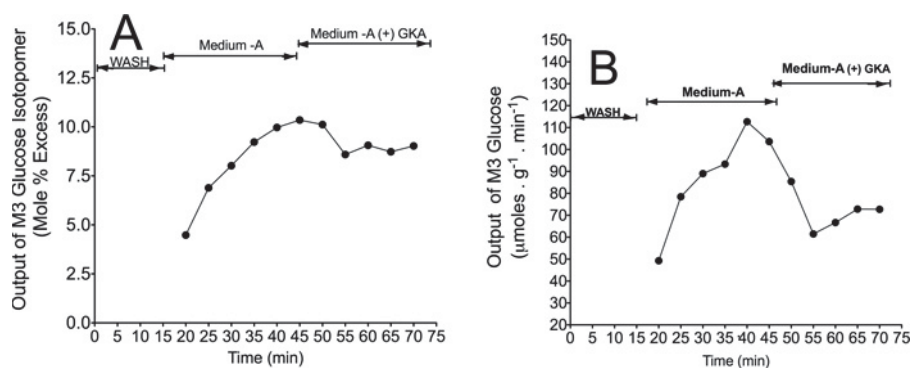 A
WASH
Medium -A
Medium -A (+) GKA
Output of M3 Glucose Isotopomer
(Mole % Excess)
15.0
12.5
10.0
7.5
5.0
2.5
0.0
0 5 10 15 20 25 30 35 40 45 50 55 60 65 70 75
Time (min)
B
WASH
Medium-A
Medium-A (+) GKA
Output of M3 Glucose
(µmoles . g⁻¹ . min⁻¹)
150
140
130
120
110
100
90
80
70
60
50
40
30
20
0 5 10 15 20 25 30 35 40 45 50 55 60 65 70 75
Time (min)